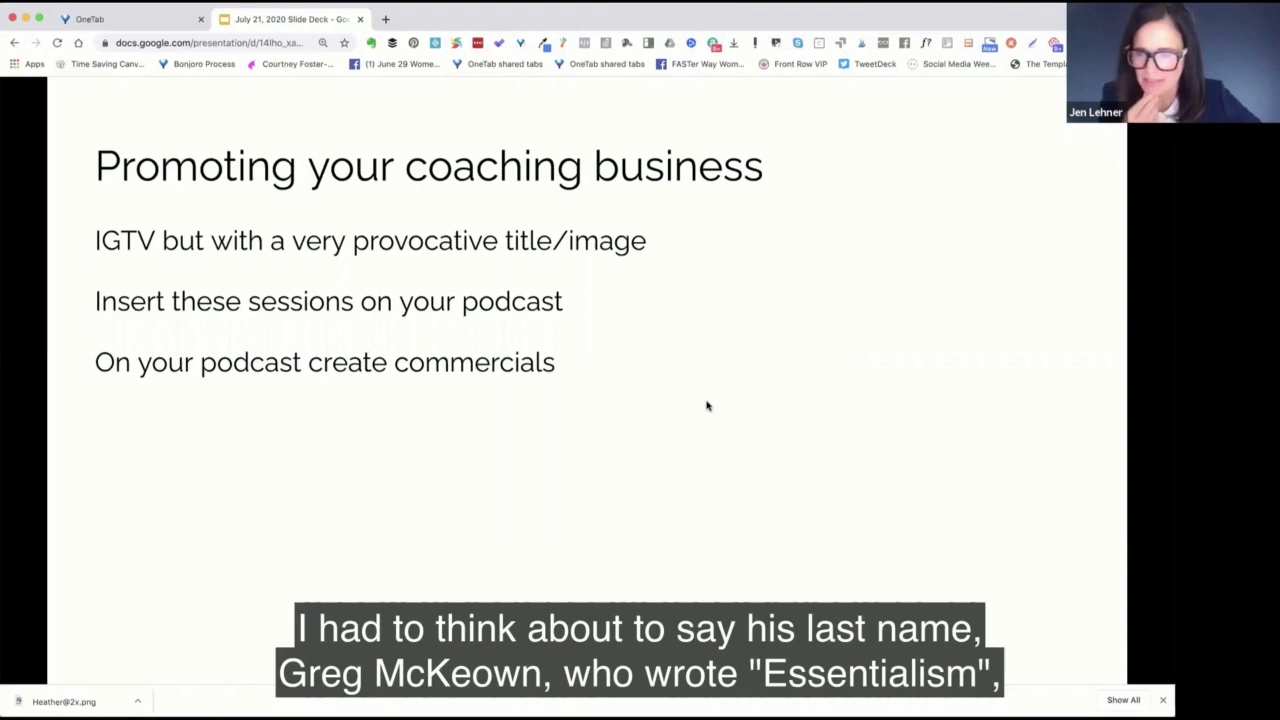 OneTab
July 21, 2020 Slide Deck - Goo
docs.google.com/presentation/d/14lho_xa...
Apps
Time Saving Canv...
Bonjoro Process
Courtney Foster-...
(1) June 29 Wome...
OneTab shared tabs
OneTab shared tabs
FASTer Way Wom...
Front Row VIP
TweetDeck
Social Media Wee...
The Templ
Jen Lehner
Promoting your coaching business
IGTV but with a very provocative title/image
Insert these sessions on your podcast
On your podcast create commercials
I had to think about to say his last name,
Greg McKeown, who wrote "Essentialism",
Heather@2x.png
Show All